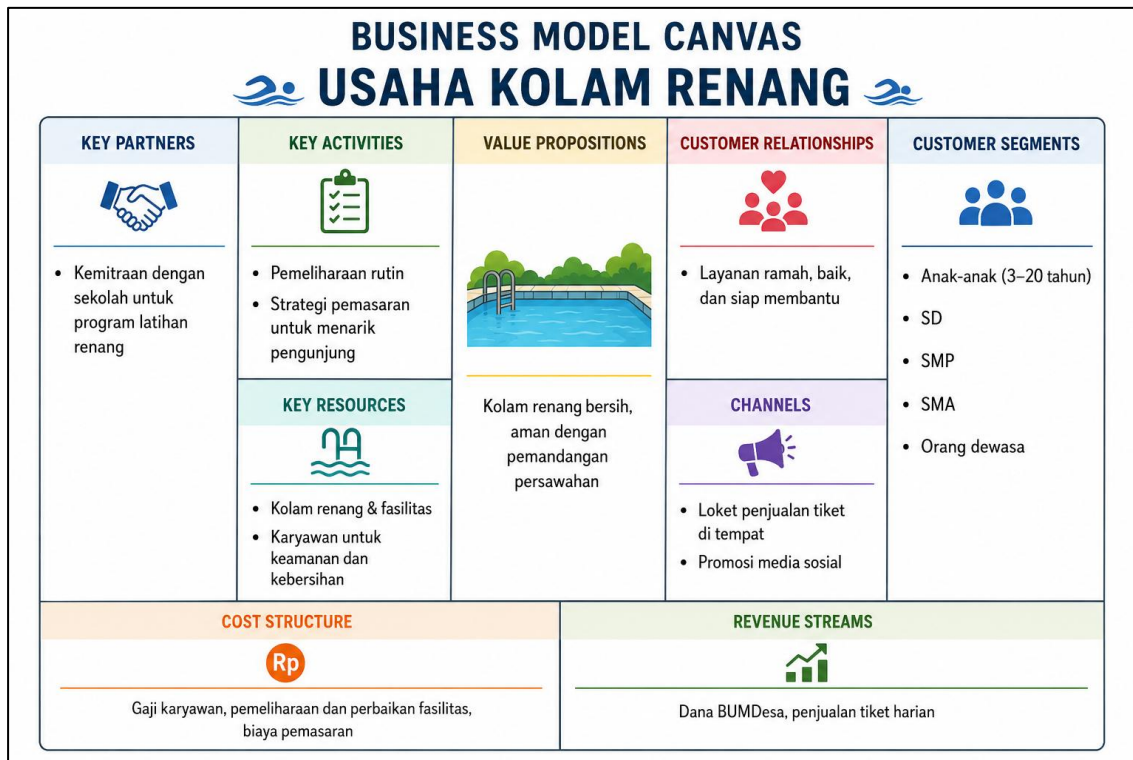 BUSINESS MODEL CANVAS
USAHA KOLAM RENANG
KEY PARTNERS
• Kemitraan dengan
sekolah untuk
program latihan
renang
KEY ACTIVITIES
• Pemeliharaan rutin
• Strategi pemasaran
untuk menarik
pengunjung
KEY RESOURCES
• Kolam renang & fasilitas
• Karyawan untuk
keamanan dan
kebersihan
VALUE PROPOSITIONS
Kolam renang bersih,
aman dengan
pemandangan
persawahan
CUSTOMER RELATIONSHIPS
• Layanan ramah, baik,
dan siap membantu
CHANNELS
• Loket penjualan tiket
di tempat
• Promosi media sosial
CUSTOMER SEGMENTS
• Anak-anak (3–20 tahun)
• SD
• SMP
• SMA
• Orang dewasa
COST STRUCTURE
Rp
Gaji karyawan, pemeliharaan dan perbaikan fasilitas,
biaya pemasaran
REVENUE STREAMS
Dana BUMDesa, penjualan tiket harian